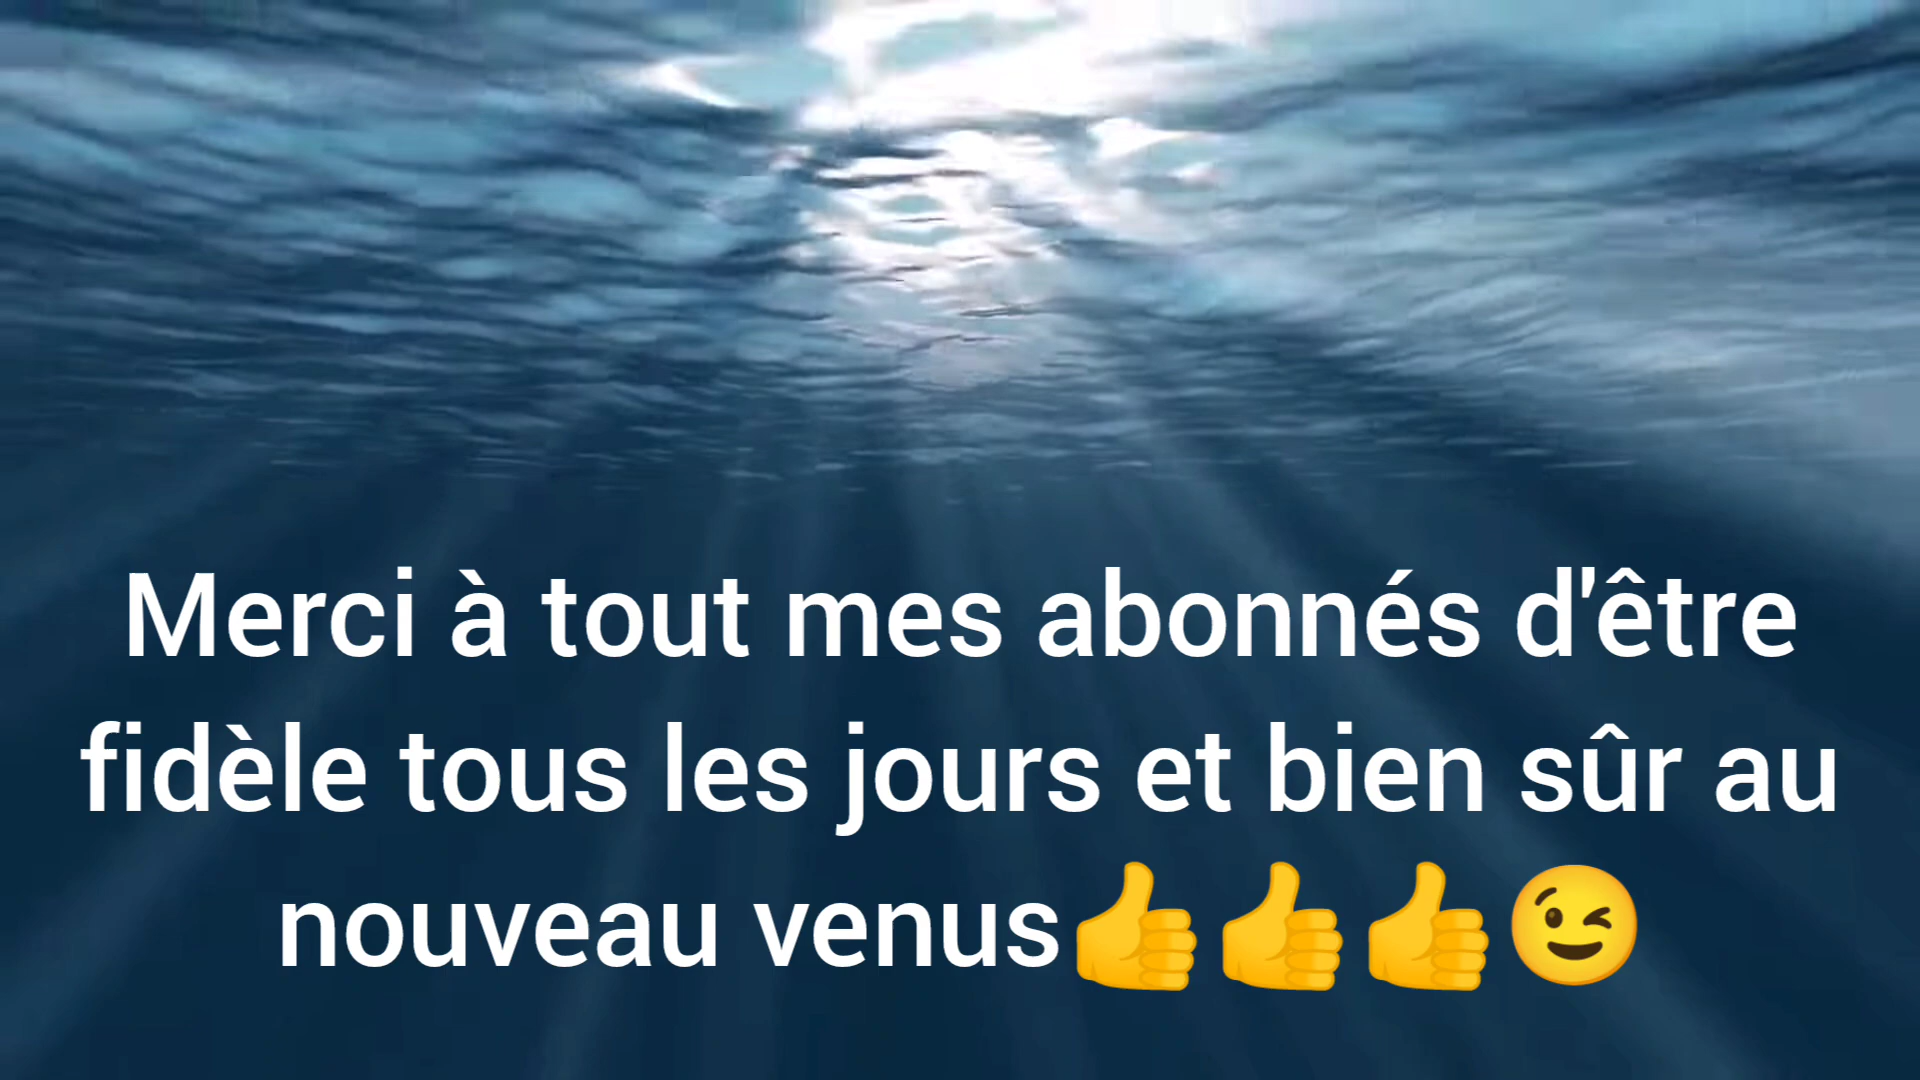 Merci à tout mes abonnés d'être
fidèle tous les jours et bien sûr au
nouveau venus👍👍👍😉